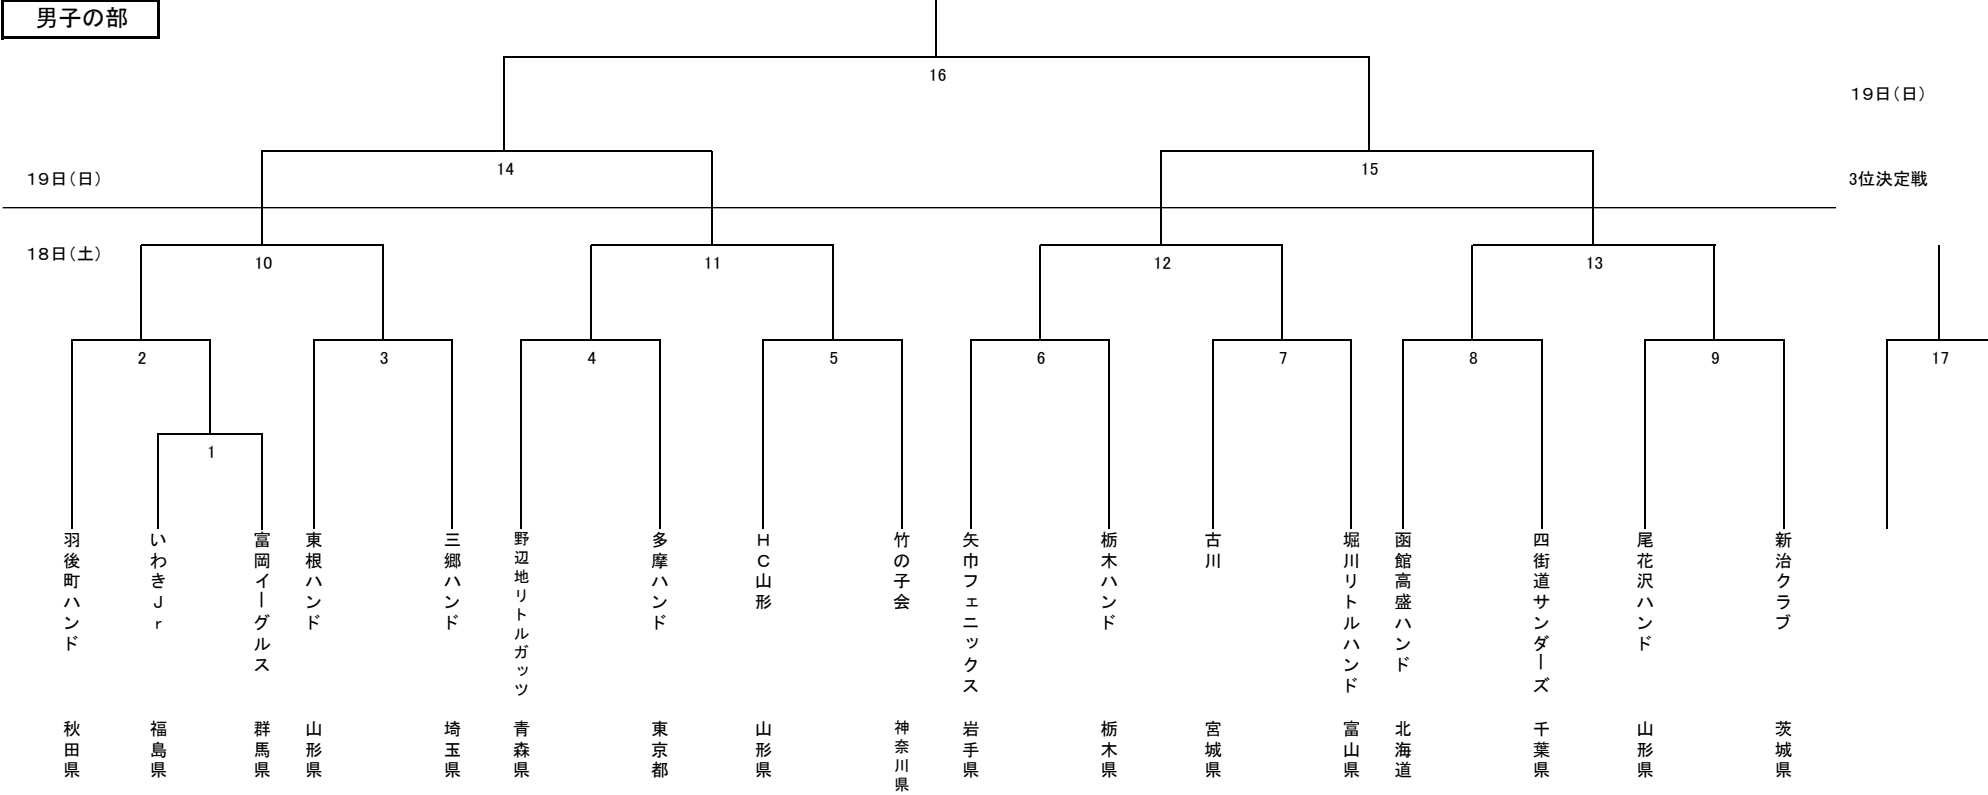 男子の部
16
19日(日)
14
15
19日(日)
3位決定戦
18日(土)
10
11
12
13
2
3
4
5
6
7
8
9
17
1
羽後町ハンド
いわきJr
富岡イーグルス
東根ハンド
三郷ハンド
野辺地リトルガッツ
多摩ハンド
HC山形
竹の子会
矢巾フェニックス
栃木ハンド
古川
堀川リトルハンド
函館高盛ハンド
四街道サンダーズ
尾花沢ハンド
新治クラブ
秋田県
福島県
群馬県
山形県
埼玉県
青森県
東京都
山形県
神奈川県
岩手県
栃木県
宮城県
富山県
北海道
千葉県
山形県
茨城県